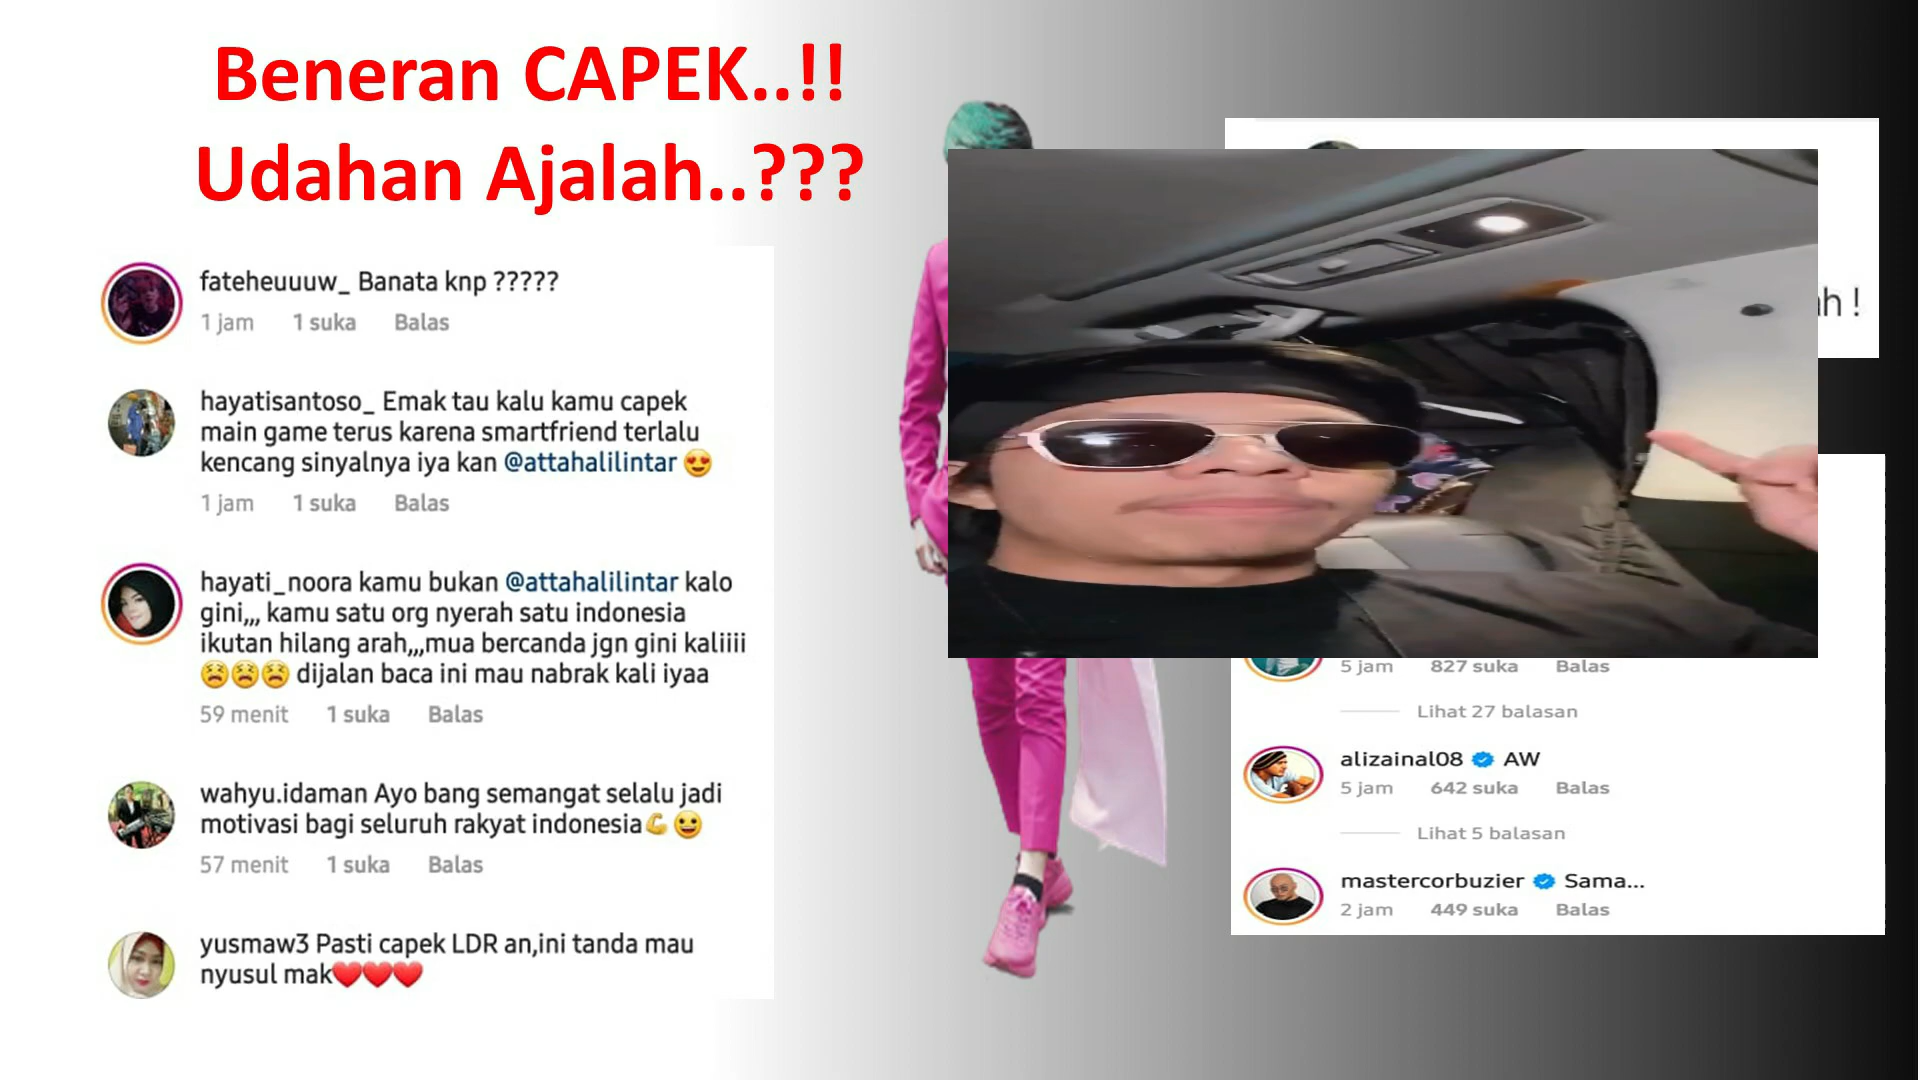 Beneran CAPEK..!!
Udahan Ajalah..???
fateheuuuw_ Banata knp ?????
1 jam 1 suka Balas
hayatisantoso_ Emak tau kalu kamu capek
main game terus karena smartfriend terlalu
kencang sinyalnya iya kan @attahalilintar 😍
1 jam 1 suka Balas
hayati_noora kamu bukan @attahalilintar kalo
gini,,, kamu satu org nyerah satu indonesia
ikutan hilang arah,,,mua bercanda jgn gini kaliiii
😫😫😫 dijalan baca ini mau nabrak kali iyaa
59 menit 1 suka Balas
wahyu.idaman Ayo bang semangat selalu jadi
motivasi bagi seluruh rakyat indonesia💪😀
57 menit 1 suka Balas
yusmaw3 Pasti capek LDR an,ini tanda mau
nyusul mak❤️❤️❤️
!
5 jam 827 suka Balas
Lihat 27 balasan
alizainal08 AW
5 jam 642 suka Balas
Lihat 5 balasan
mastercorbuzier Sama...
2 jam 449 suka Balas